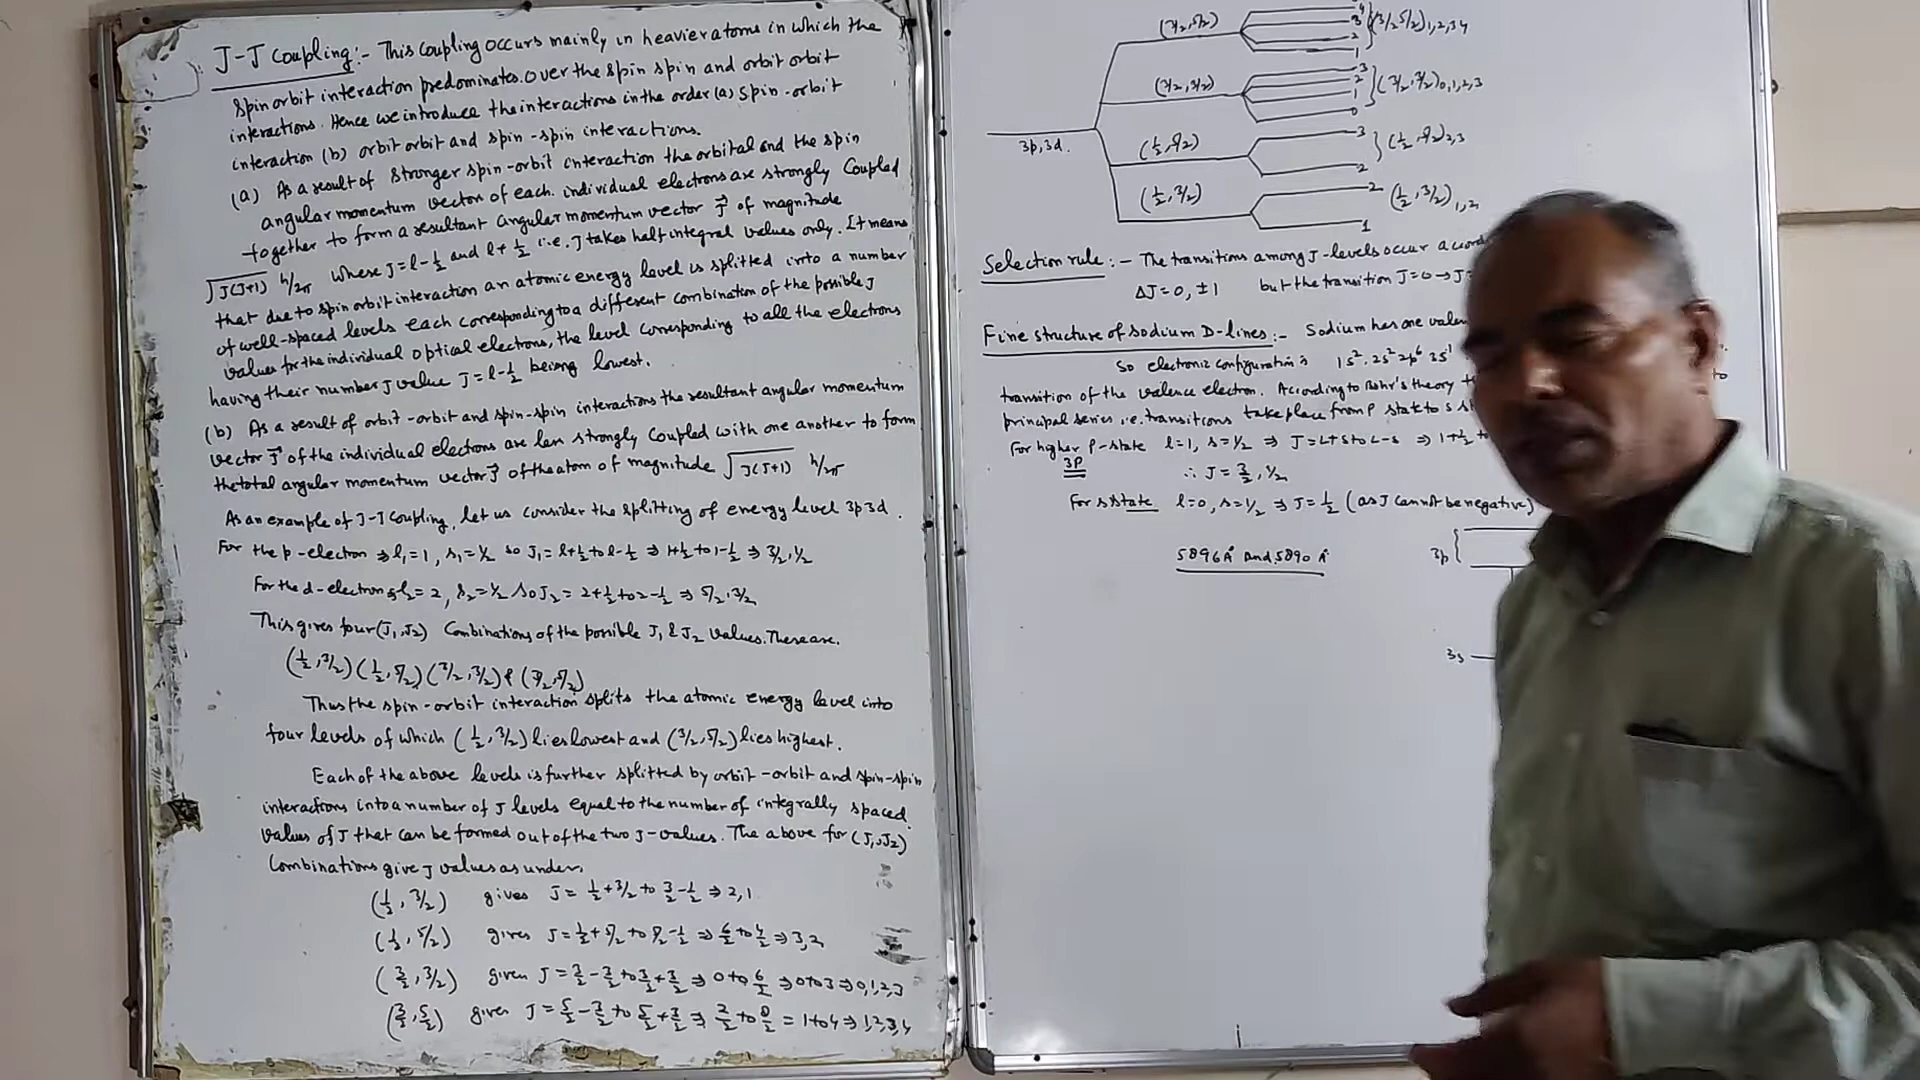 J-J Coupling:- This coupling occurs mainly in heavier atoms in which the
spin orbit interaction predominates over the spin spin and orbit orbit
interactions. Hence we introduce the interactions in the order (a) spin-orbit
interaction (b) orbit orbit and spin-spin interactions.
(a) As a result of stronger spin-orbit interaction the orbital and the spin
angular momentum vector of each individual electrons are strongly coupled
together to form a resultant angular momentum vector J⃗ of magnitude
√J(J+1) h/2π where J=l-1/2 and l+1/2 i.e. J takes half integral values only. It means
that due to spin orbit interaction an atomic energy level is splitted into a number
of well-spaced levels each corresponding to a different combination of the possible J
values for the individual optical electrons, the level corresponding to all the electrons
having their number J value J=l-1/2 being lowest.
(b) As a result of orbit-orbit and spin-spin interactions the resultant angular momentum
vector J⃗ of the individual electrons are less strongly coupled with one another to form
the total angular momentum vector J⃗ of the atom of magnitude √J(J+1) h/2π
As an example of J-J coupling, let us consider the splitting of energy level 3p3d.
For the p-electron ⇒ l₁=1, s₁=1/2 so J₁=l+1/2 to l-1/2 ⇒ 1+1/2 to 1-1/2 ⇒ 3/2,1/2
For the d-electron l₂=2, s₂=1/2 so J₂=2+1/2 to 2-1/2 ⇒ 5/2,3/2
This gives four (J₁,J₂) Combinations of the possible J₁ & J₂ values. These are.
(1/2,3/2) (1/2,5/2) (3/2,3/2) & (3/2,5/2)
Thus the spin-orbit interaction splits the atomic energy level into
four levels of which (1/2,3/2) lies lowest and (3/2,5/2) lies highest.
Each of the above levels is further splitted by orbit-orbit and spin-spin
interactions into a number of J levels equal to the number of integrally spaced
values of J that can be formed out of the two J-values. The above for (J₁,J₂)
Combinations give J values as under.
(1/2,3/2) gives J= 1/2+3/2 to 3/2-1/2 ⇒ 2,1
(1/2,5/2) gives J=1/2+5/2 to 5/2-1/2 ⇒ 6/2 to 4/2 ⇒ 3,2
(3/2,3/2) given J=3/2-3/2 to 3/2+3/2 ⇒ 0 to 6/2 ⇒ 0 to 3 ⇒ 0,1,2,3
(3/2,5/2) given J=5/2-3/2 to 5/2+3/2 ⇒ 2/2 to 8/2 = 1 to 4 ⇒ 1,2,3,4
(3/2,5/2) 4 3 2 1 (3/2 5/2)1,2,3 4
(3/2,3/2) 3 2 1 0 (3/2,3/2)0,1,2,3
3p,3d. (1/2,5/2) 3 2 (1/2,5/2)2,3
(1/2,3/2) 2 1 (1/2,3/2)1,2
Selection rule:- The transitions among J-levels occur
ΔJ=0,±1 but the transition J=0→J=
Fine structure of sodium D-lines:- Sodium has one
So electronic configuration is 1s².2s²2p⁶3s¹
transition of the valence electron. According to Bohr's theory
principal series i.e. transitions take place from P state to s
For higher P-state l=1, s=1/2 ⇒ J=L+S to L-S ⇒ 1+1/2 to
3P ∴ J=3/2,1/2
For s state l=0, s=1/2 ⇒ J=1/2 (as J cannot be negative)
5896A° and 5890 A°
3p
3s